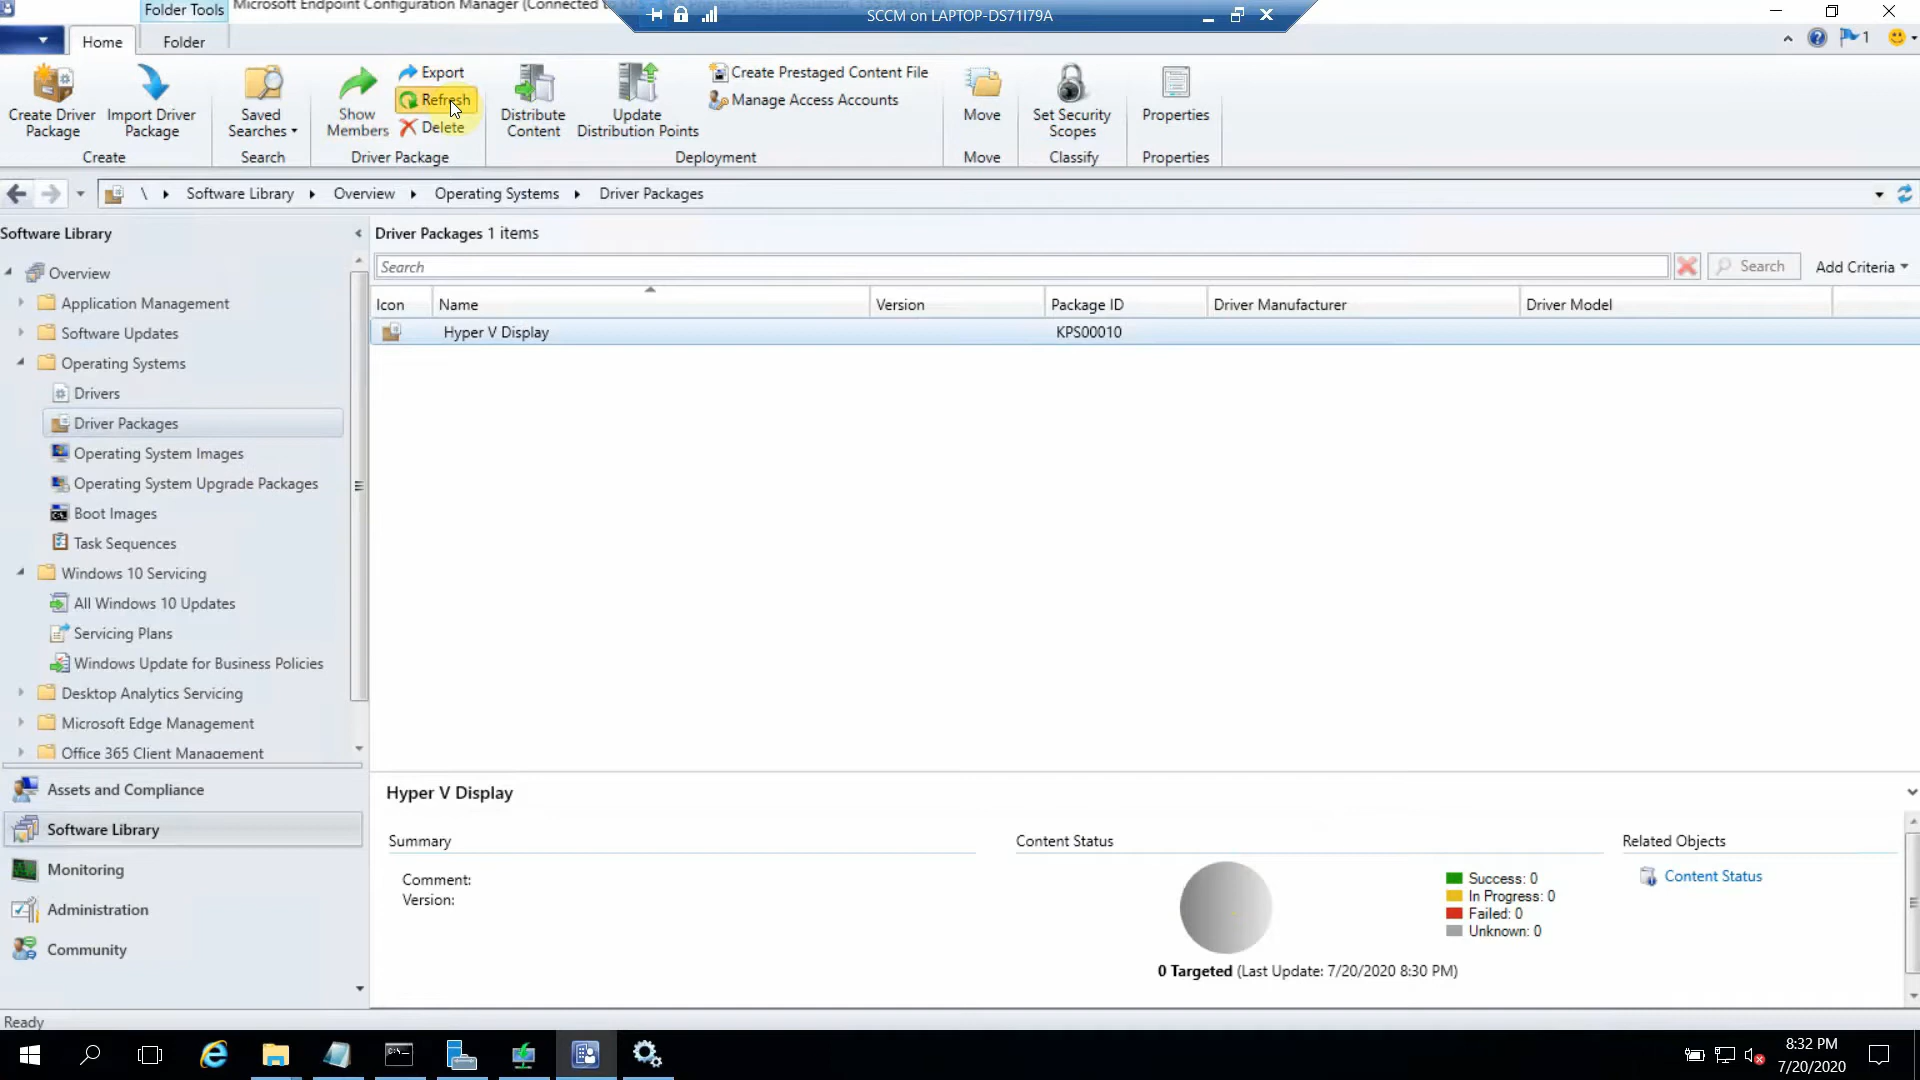 Folder Tools
Microsoft Endpoint Configuration Manager (Connected to
SCCM on LAPTOP-DS71I79A
Home
Folder
1
Create Driver
Package
Import Driver
Package
Saved
Searches
Show
Members
Export
Refresh
Delete
Distribute
Content
Update
Distribution Points
Create Prestaged Content File
Manage Access Accounts
Move
Set Security
Scopes
Properties
Create
Search
Driver Package
Deployment
Move
Classify
Properties
\ Software Library Overview Operating Systems Driver Packages
Software Library
Overview
Application Management
Software Updates
Operating Systems
Drivers
Driver Packages
Operating System Images
Operating System Upgrade Packages
Boot Images
Task Sequences
Windows 10 Servicing
All Windows 10 Updates
Servicing Plans
Windows Update for Business Policies
Desktop Analytics Servicing
Microsoft Edge Management
Office 365 Client Management
Assets and Compliance
Software Library
Monitoring
Administration
Community
Driver Packages 1 items
Search
Search
Add Criteria
Icon Name Version Package ID Driver Manufacturer Driver Model
Hyper V Display KPS00010
Hyper V Display
Summary
Comment:
Version:
Content Status
Success: 0
In Progress: 0
Failed: 0
Unknown: 0
0 Targeted (Last Update: 7/20/2020 8:30 PM)
Related Objects
Content Status
Ready
8:32 PM
7/20/2020